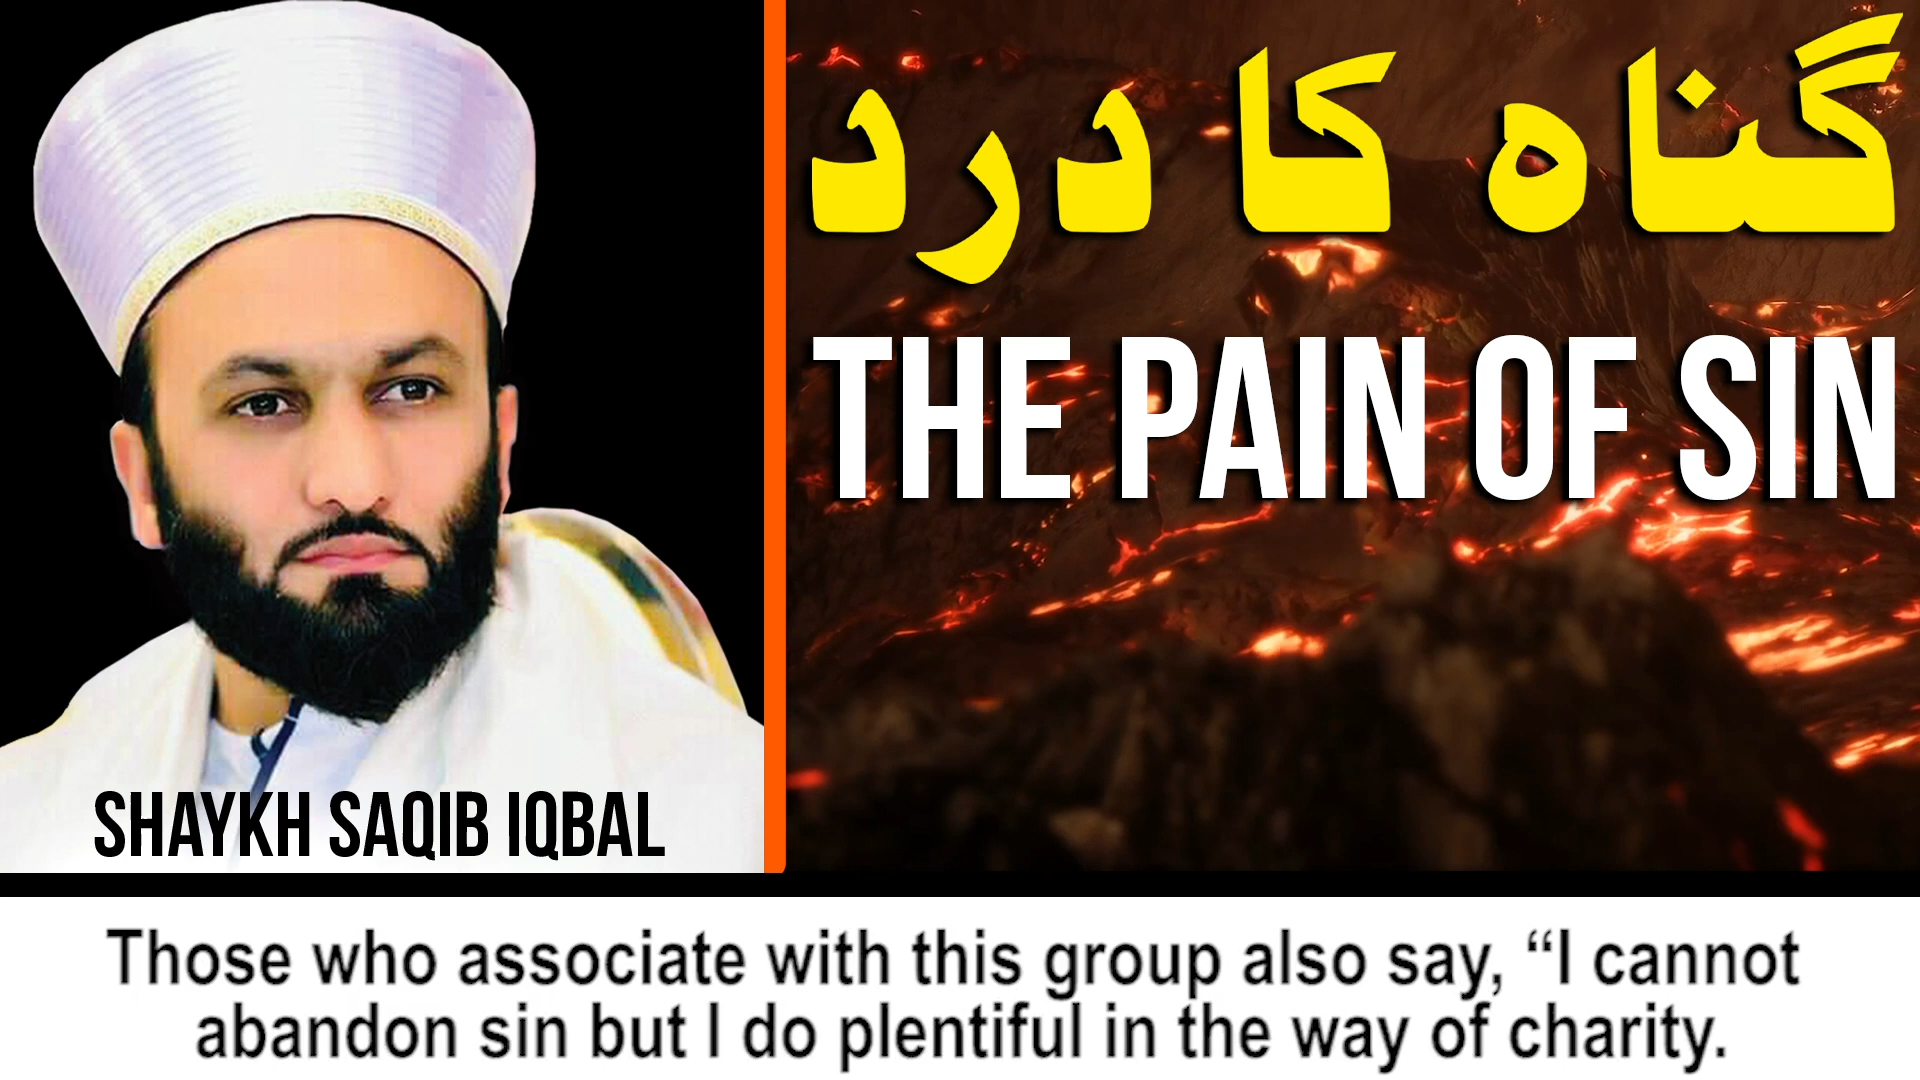 گناہ کا درد
THE PAIN OF SIN
SHAYKH SAQIB IQBAL
Those who associate with this group also say, “I cannot
abandon sin but I do plentiful in the way of charity.